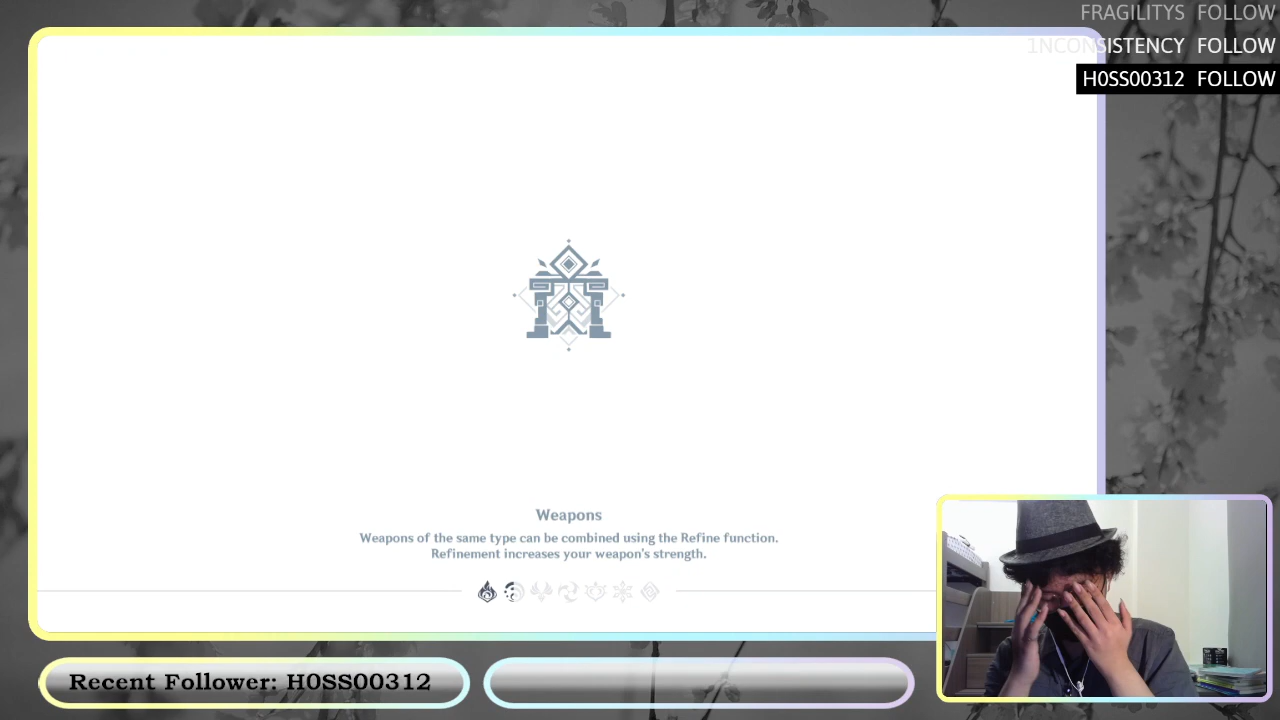 FRAGILITYS FOLLOW
1NCONSISTENCY FOLLOW
H0SS00312 FOLLOW
Weapons
Weapons of the same type can be combined using the Refine function.
Refinement increases your weapon's strength.
Recent Follower: H0SS00312